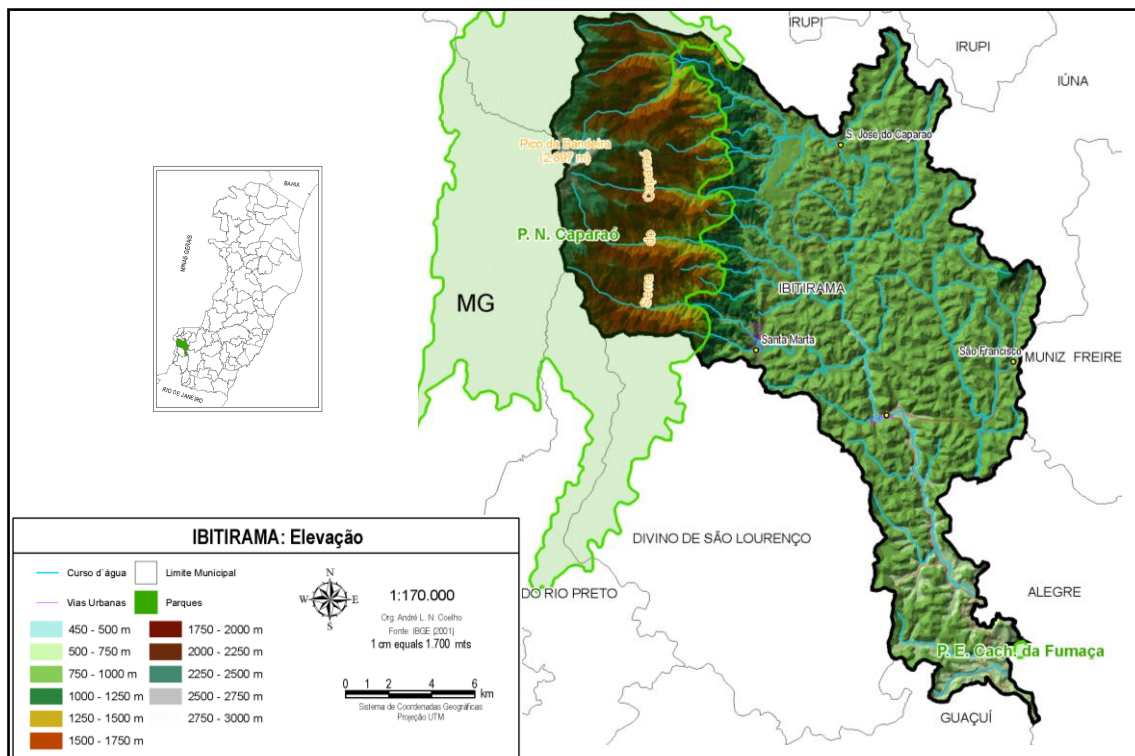 IRUPI
IRUPI
IÚNA
S. José do Caparaó
Pico da Bandeira
(2.897 m)
Serra do Caparaó
P. N. Caparaó
MG
IBITIRAMA
Santa Marta
São Francisco
MUNIZ FREIRE
DIVINO DE SÃO LOURENÇO
DO RIO PRETO
ALEGRE
P. E. Cach. da Fumaça
GUAÇUÍ
BAHIA
MINAS GERAIS
RIO DE JANEIRO
IBITIRAMA: Elevação
Curso d´água
Limite Municipal
Vias Urbanas
Parques
450 - 500 m
500 - 750 m
750 - 1000 m
1000 - 1250 m
1250 - 1500 m
1500 - 1750 m
1750 - 2000 m
2000 - 2250 m
2250 - 2500 m
2500 - 2750 m
2750 - 3000 m
N
W E
S
1:170.000
Org: André L. N. Coelho
Fonte: IBGE (2001)
1 cm equals 1.700 mts
0 2 4 6
km
Sistema de Coordenadas Geográficas
Projeção UTM